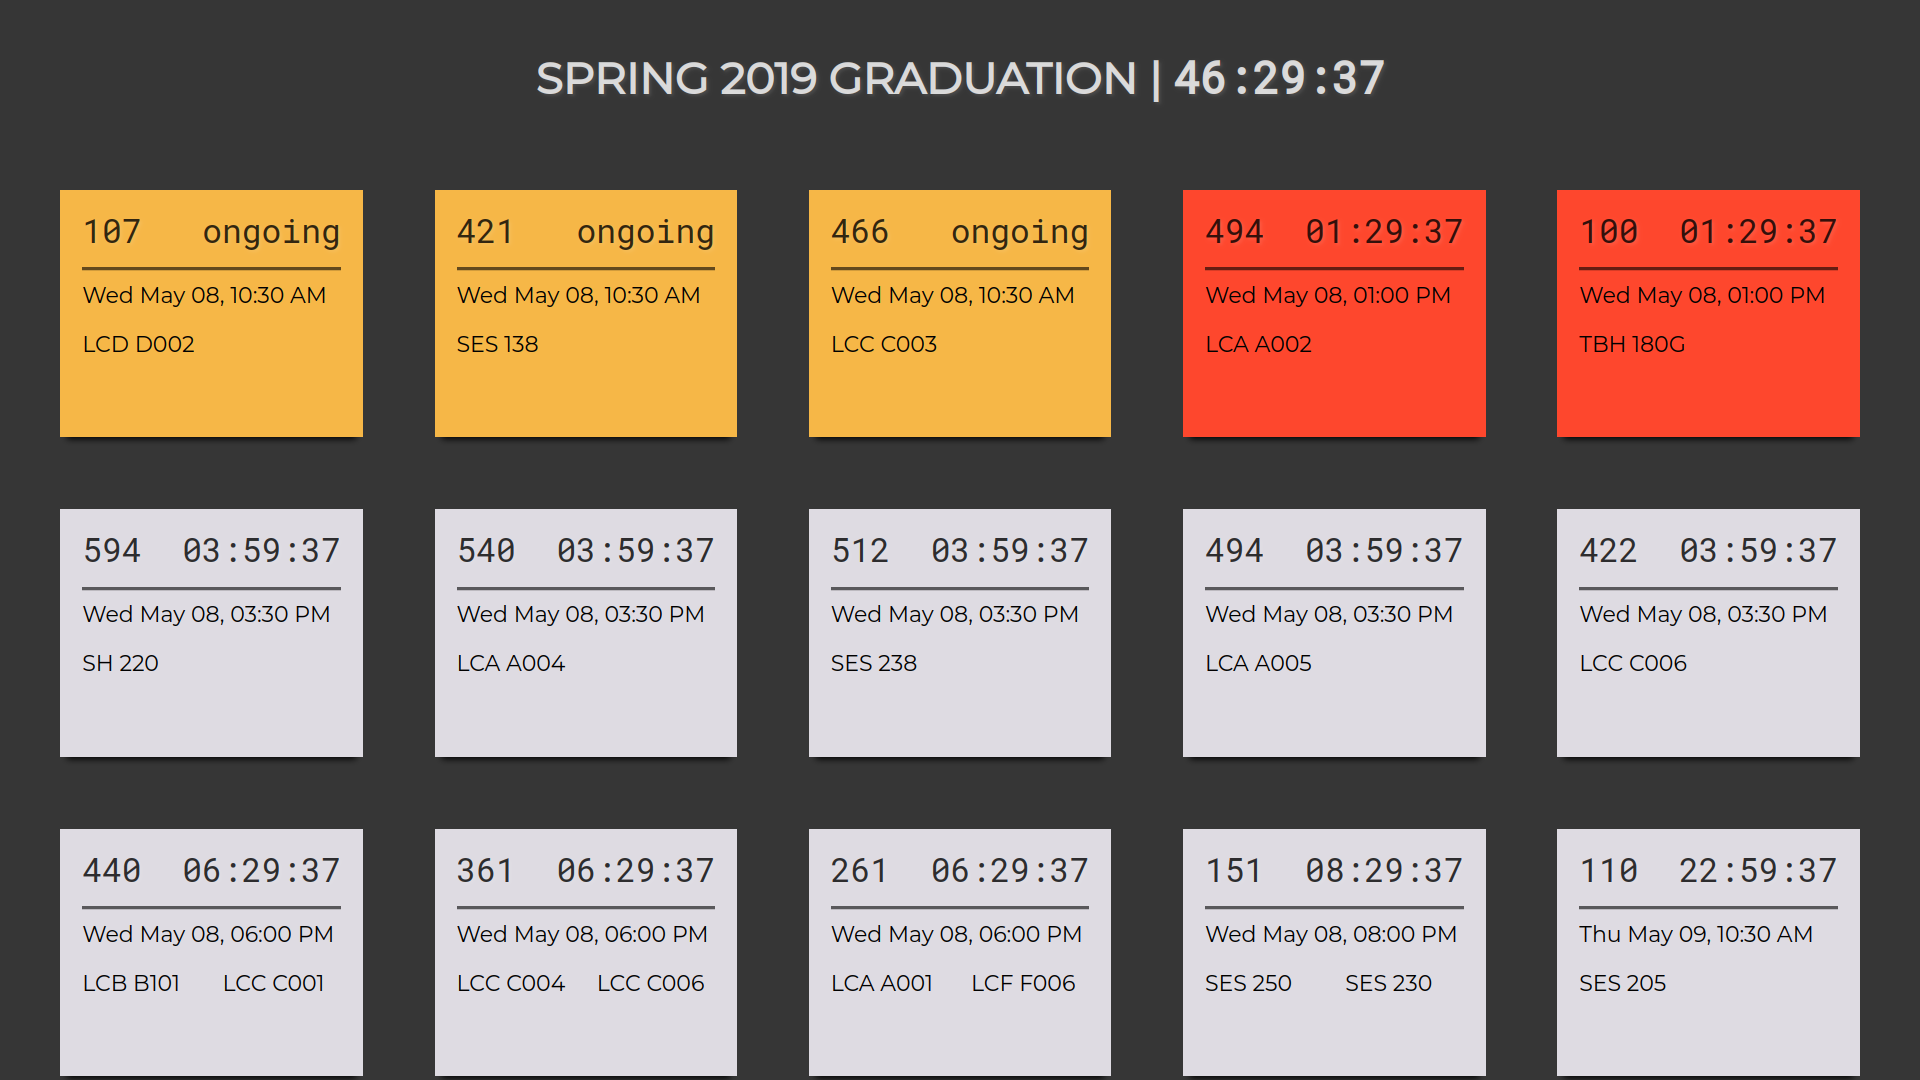 SPRING 2019 GRADUATION | 46:29:37
107 ongoing
Wed May 08, 10:30 AM
LCD D002
421 ongoing
Wed May 08, 10:30 AM
SES 138
466 ongoing
Wed May 08, 10:30 AM
LCC C003
494 01:29:37
Wed May 08, 01:00 PM
LCA A002
100 01:29:37
Wed May 08, 01:00 PM
TBH 180G
594 03:59:37
Wed May 08, 03:30 PM
SH 220
540 03:59:37
Wed May 08, 03:30 PM
LCA A004
512 03:59:37
Wed May 08, 03:30 PM
SES 238
494 03:59:37
Wed May 08, 03:30 PM
LCA A005
422 03:59:37
Wed May 08, 03:30 PM
LCC C006
440 06:29:37
Wed May 08, 06:00 PM
LCB B101 LCC C001
361 06:29:37
Wed May 08, 06:00 PM
LCC C004 LCC C006
261 06:29:37
Wed May 08, 06:00 PM
LCA A001 LCF F006
151 08:29:37
Wed May 08, 08:00 PM
SES 250 SES 230
110 22:59:37
Thu May 09, 10:30 AM
SES 205